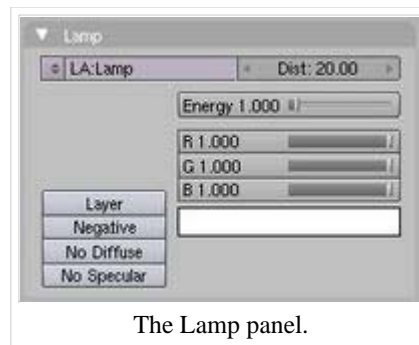 Lamp
LA:Lamp
Dist: 20.00
Energy 1.000
R 1.000
G 1.000
B 1.000
Layer
Negative
No Diffuse
No Specular
The Lamp panel.